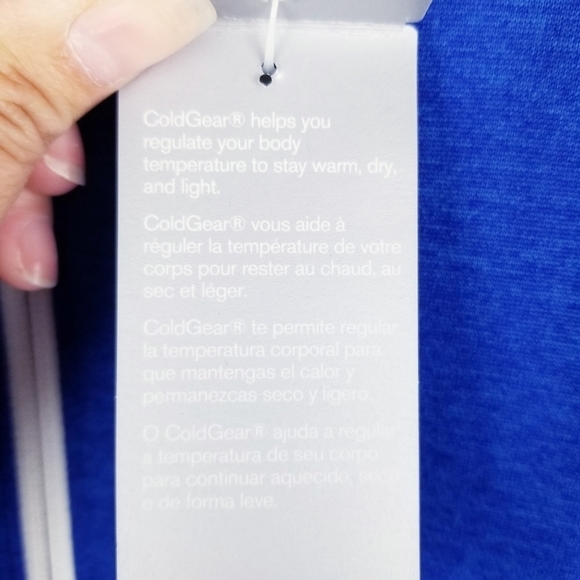 ColdGear® helps you
regulate your body
temperature to stay warm, dry,
and light.
ColdGear® vous aide à
réguler la température de votre
corps pour rester au chaud, au
sec et léger.
ColdGear® te permite regular
la temperatura corporal para
que mantengas el calor y
permanezcas seco y ligero.
O ColdGear® ajuda a regular
a temperatura de seu corpo
para continuar aquecido, seco
e de forma leve.